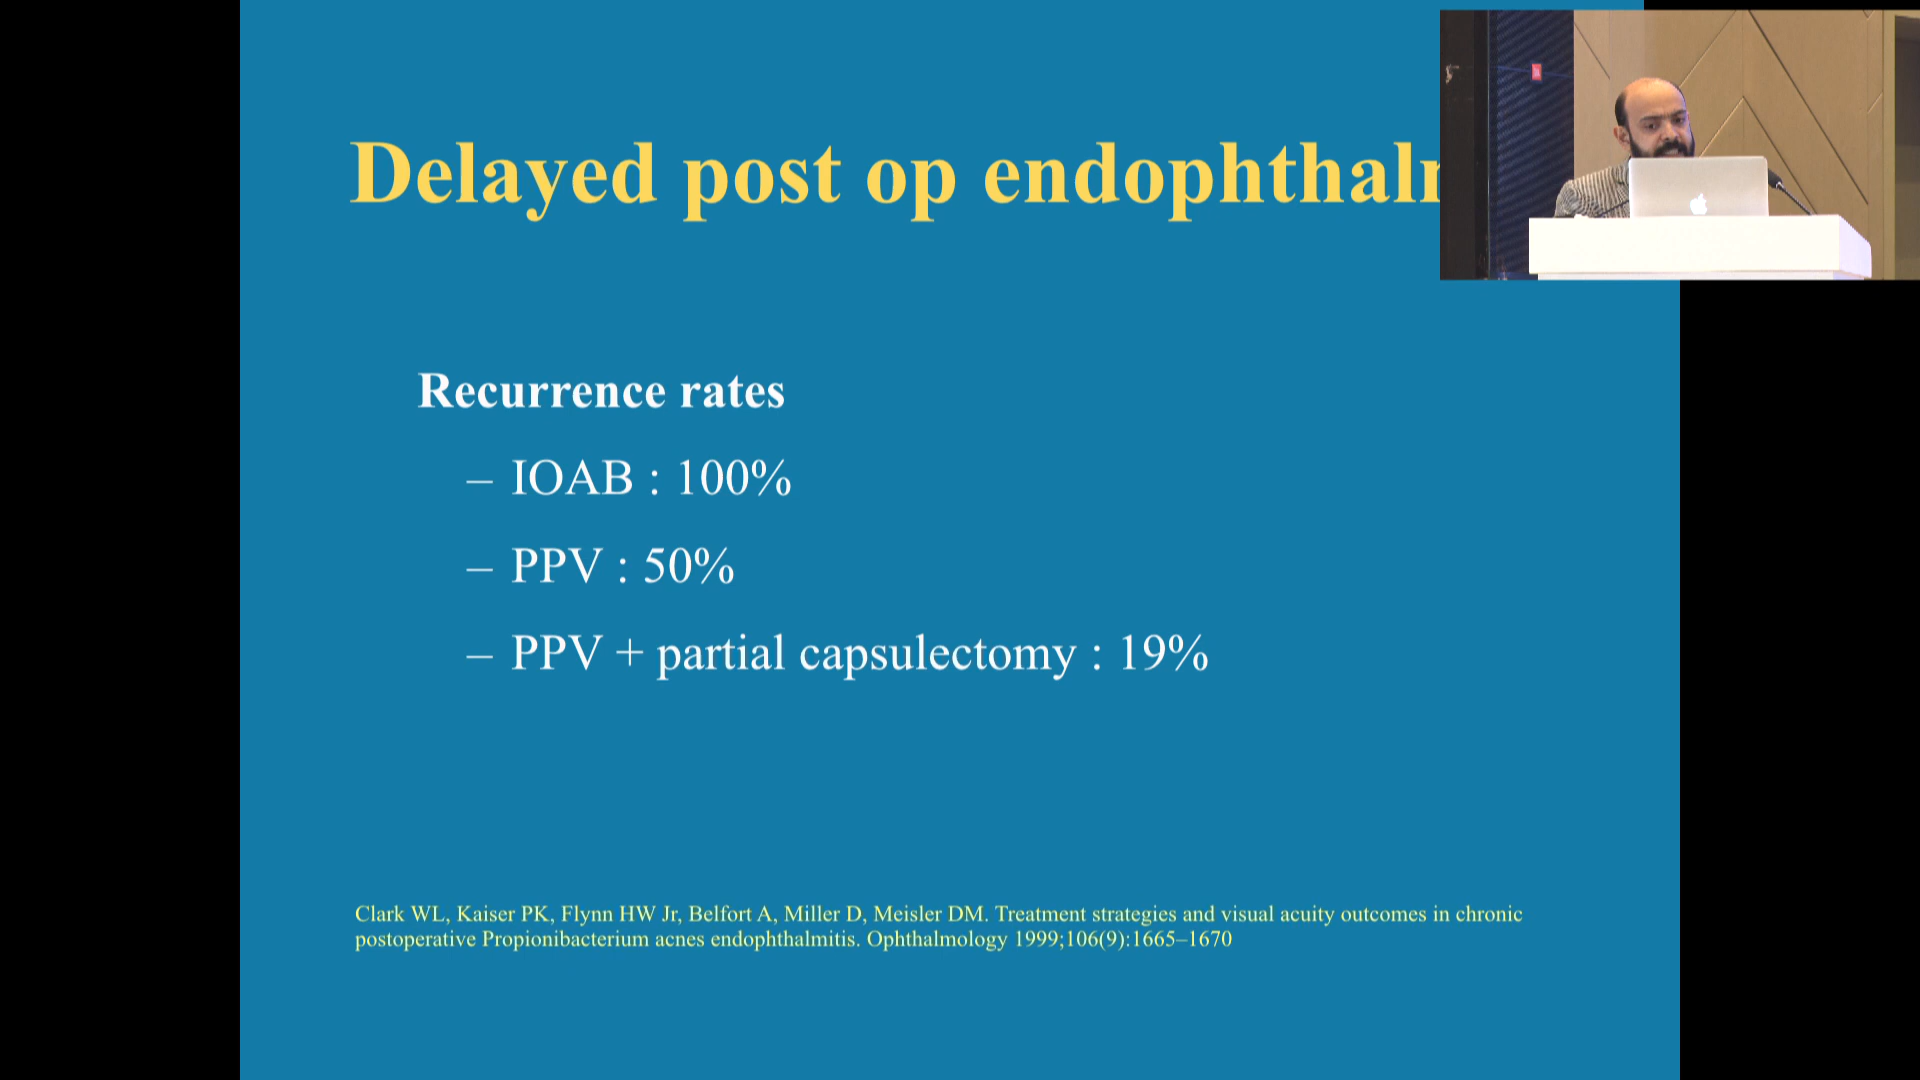 Delayed post op
Recurrence rates
– IOAB : 100%
– PPV : 50%
– PPV + partial capsulectomy : 19%
Clark WL, Kaiser PK, Flynn HW Jr, Belfort A, Miller D, Meisler DM. Treatment strategies and visual acuity outcomes in chronic
postoperative Propionibacterium acnes endophthalmitis. Ophthalmology 1999;106(9):1665–1670